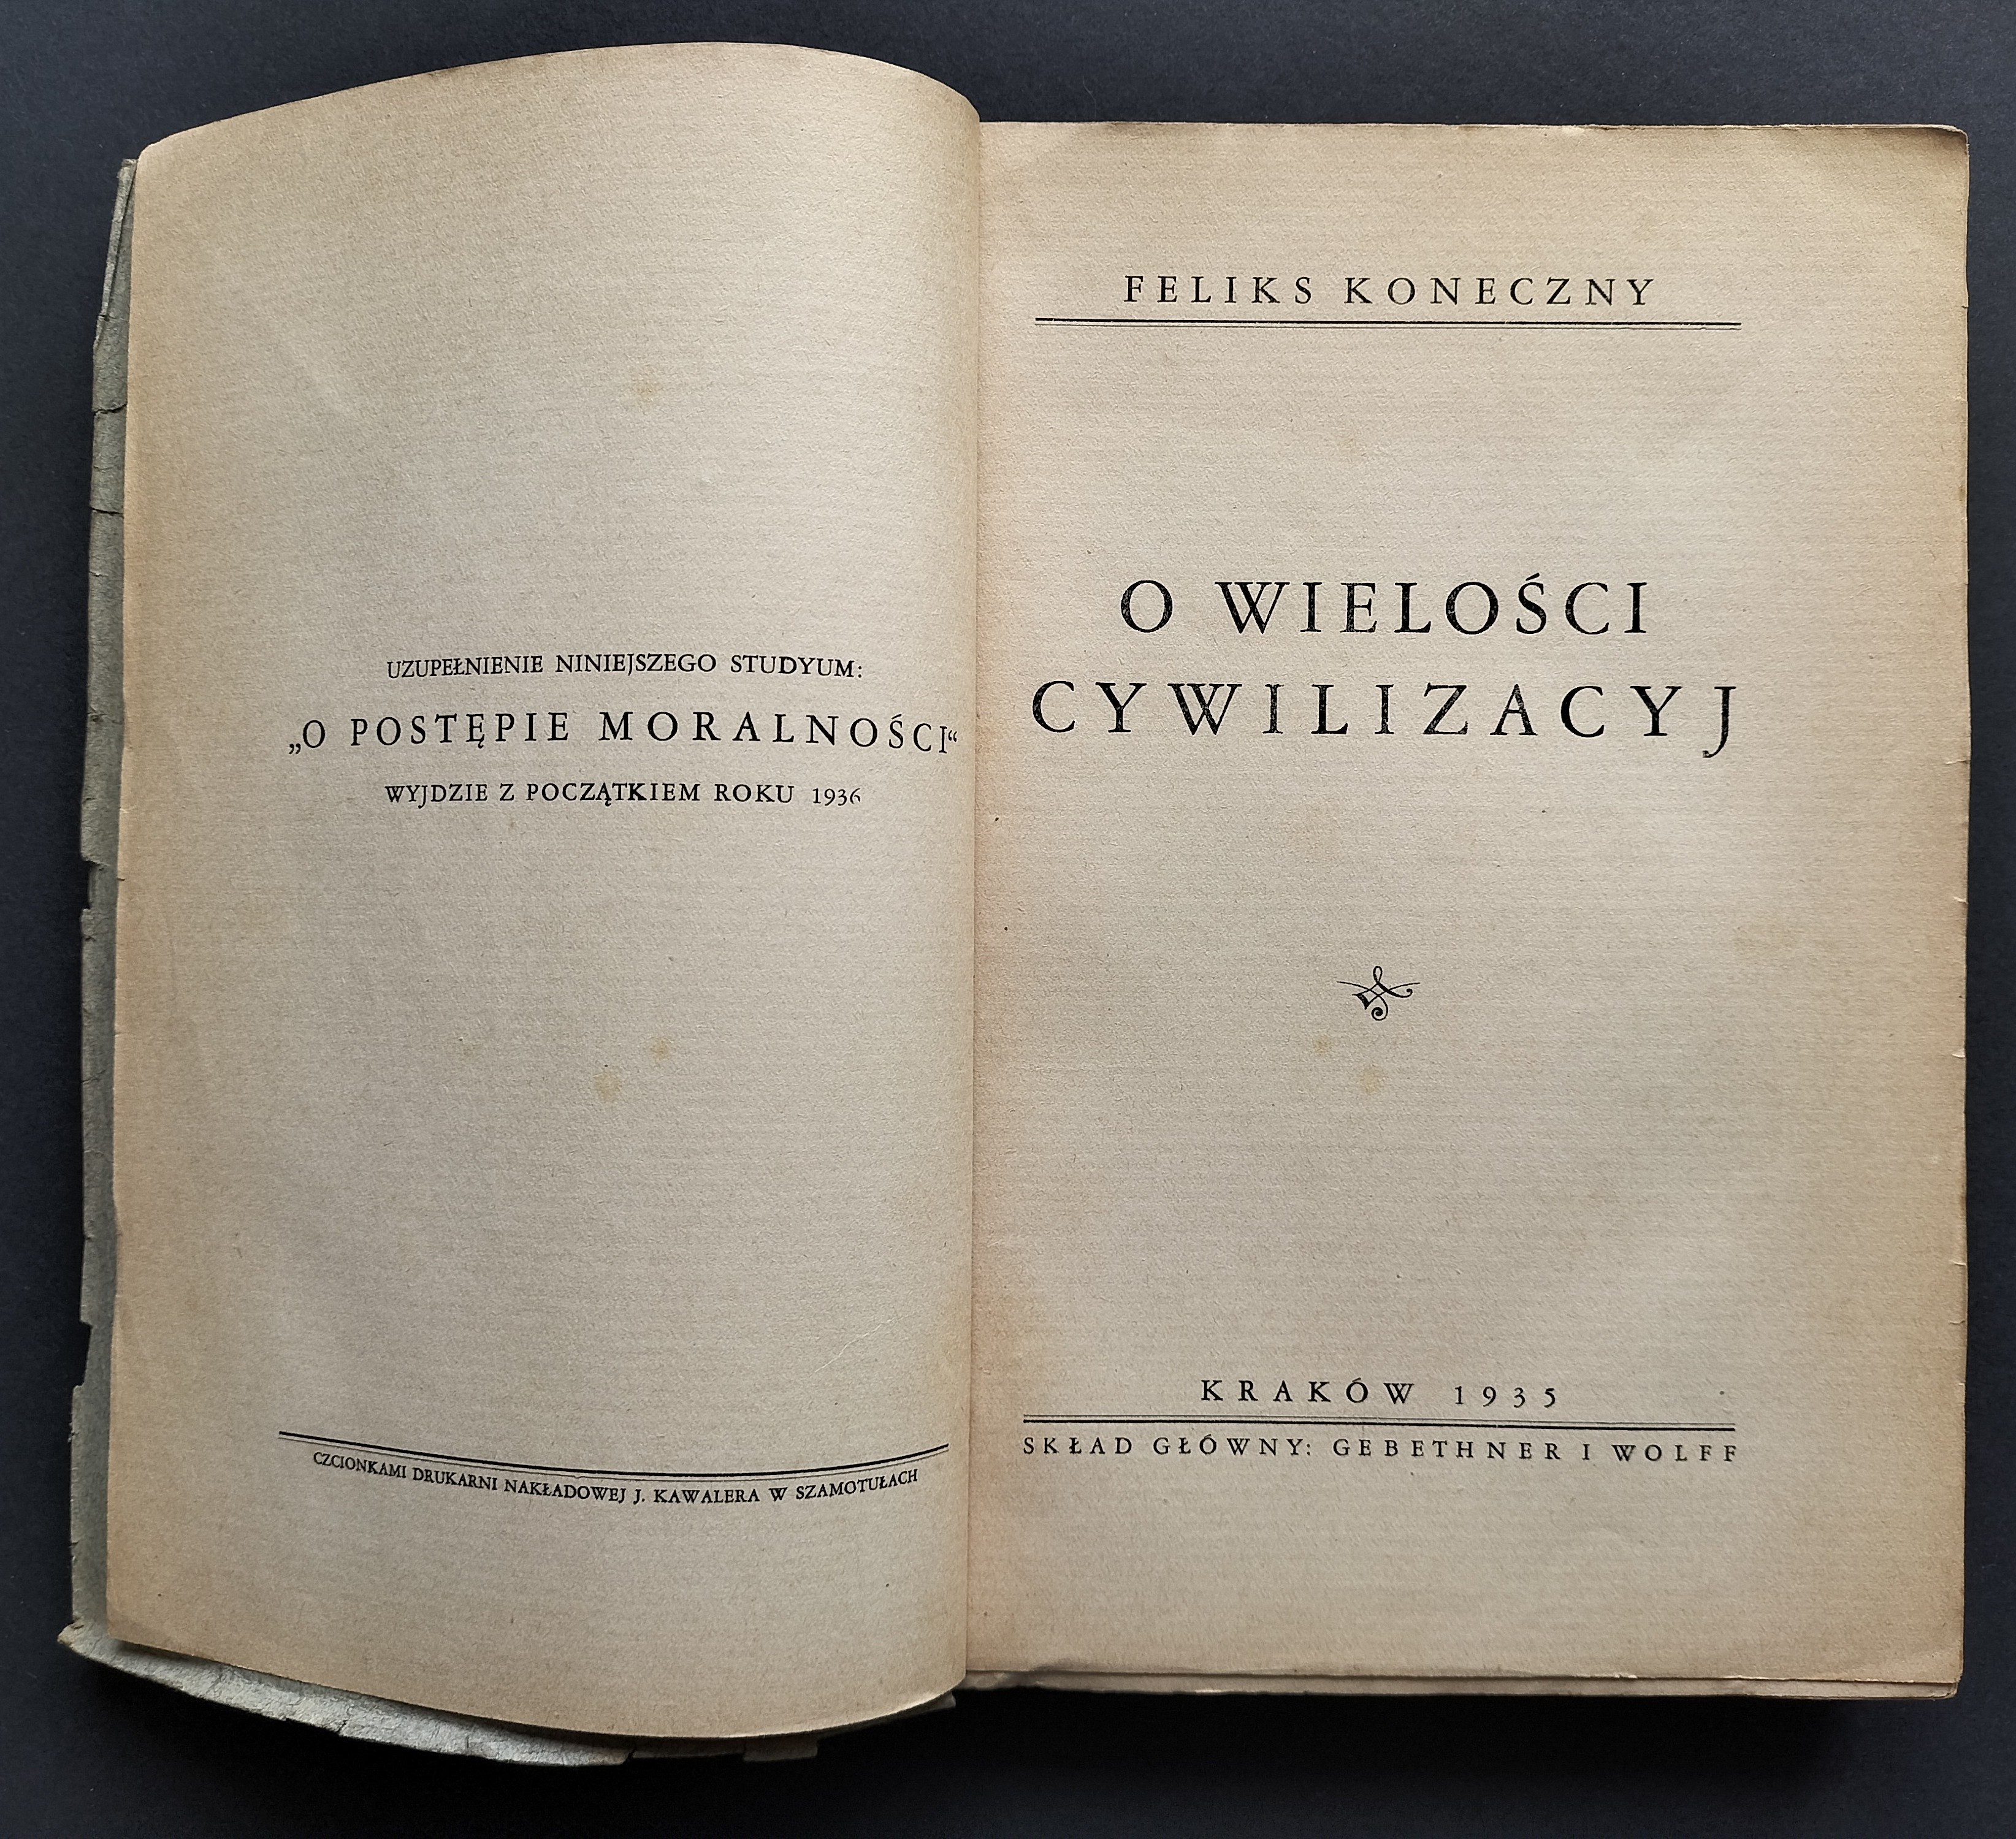 UZUPEŁNIENIE NINIEJSZEGO STUDYUM:
„O POSTĘPIE MORALNOŚCI“
WYJDZIE Z POCZĄTKIEM ROKU 1936
CZCIONKAMI DRUKARNI NAKŁADOWEJ J. KAWALERA W SZAMOTUŁACH
FELIKS KONECZNY
O WIELOŚCI
CYWILIZACYJ
KRAKÓW 1935
SKŁAD GŁÓWNY: GEBETHNER I WOLFF